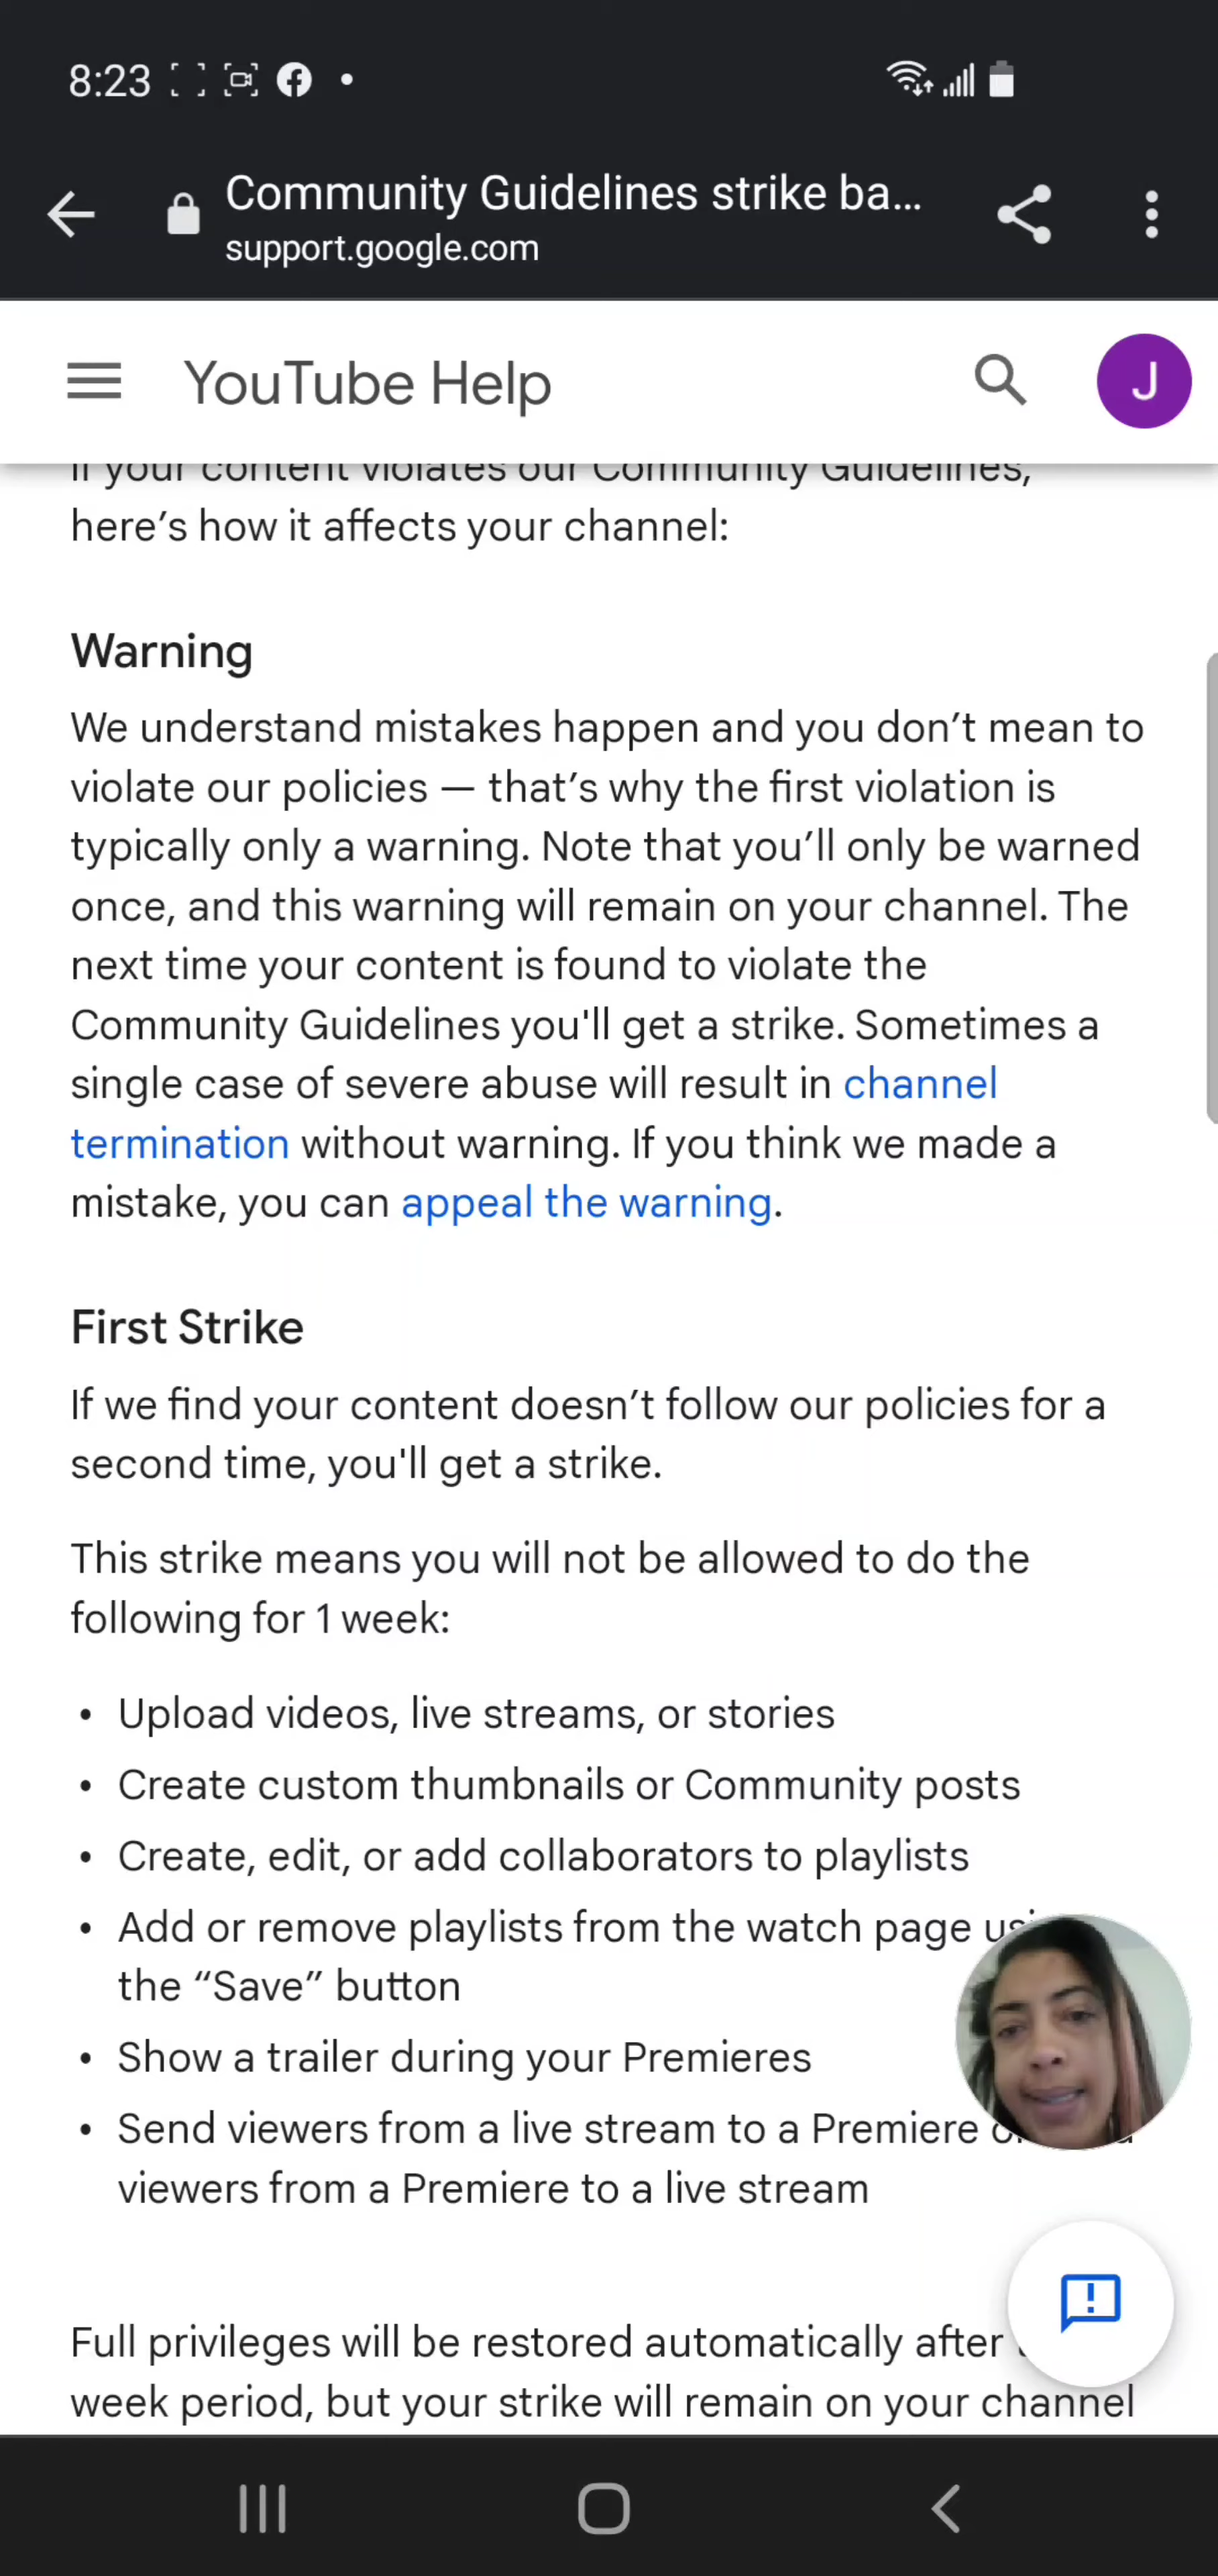 8:23
Community Guidelines strike ba...
support.google.com
YouTube Help
J
If your content violates our Community Guidelines,
here’s how it affects your channel:
Warning
We understand mistakes happen and you don’t mean to
violate our policies — that’s why the first violation is
typically only a warning. Note that you’ll only be warned
once, and this warning will remain on your channel. The
next time your content is found to violate the
Community Guidelines you'll get a strike. Sometimes a
single case of severe abuse will result in channel
termination without warning. If you think we made a
mistake, you can appeal the warning.
First Strike
If we find your content doesn’t follow our policies for a
second time, you'll get a strike.
This strike means you will not be allowed to do the
following for 1 week:
• Upload videos, live streams, or stories
• Create custom thumbnails or Community posts
• Create, edit, or add collaborators to playlists
• Add or remove playlists from the watch page
the “Save” button
• Show a trailer during your Premieres
• Send viewers from a live stream to a Premiere
viewers from a Premiere to a live stream
Full privileges will be restored automatically after
week period, but your strike will remain on your channel